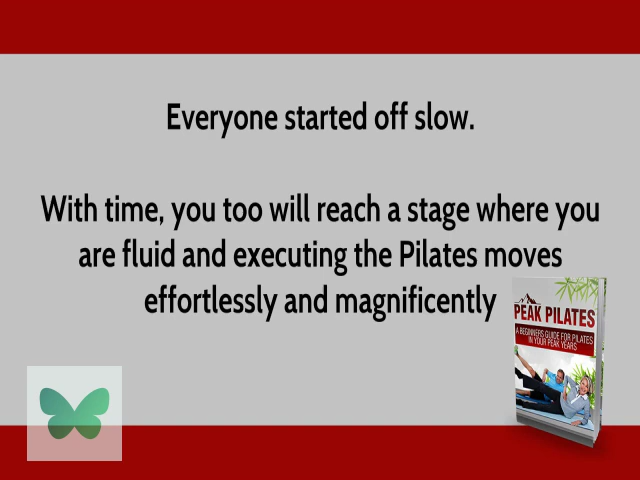 Everyone started off slow.
With time, you too will reach a stage where you
are fluid and executing the Pilates moves
effortlessly and magnificently
PEAK PILATES
A BEGINNERS GUIDE FOR PILATES
IN YOUR PEAK YEARS